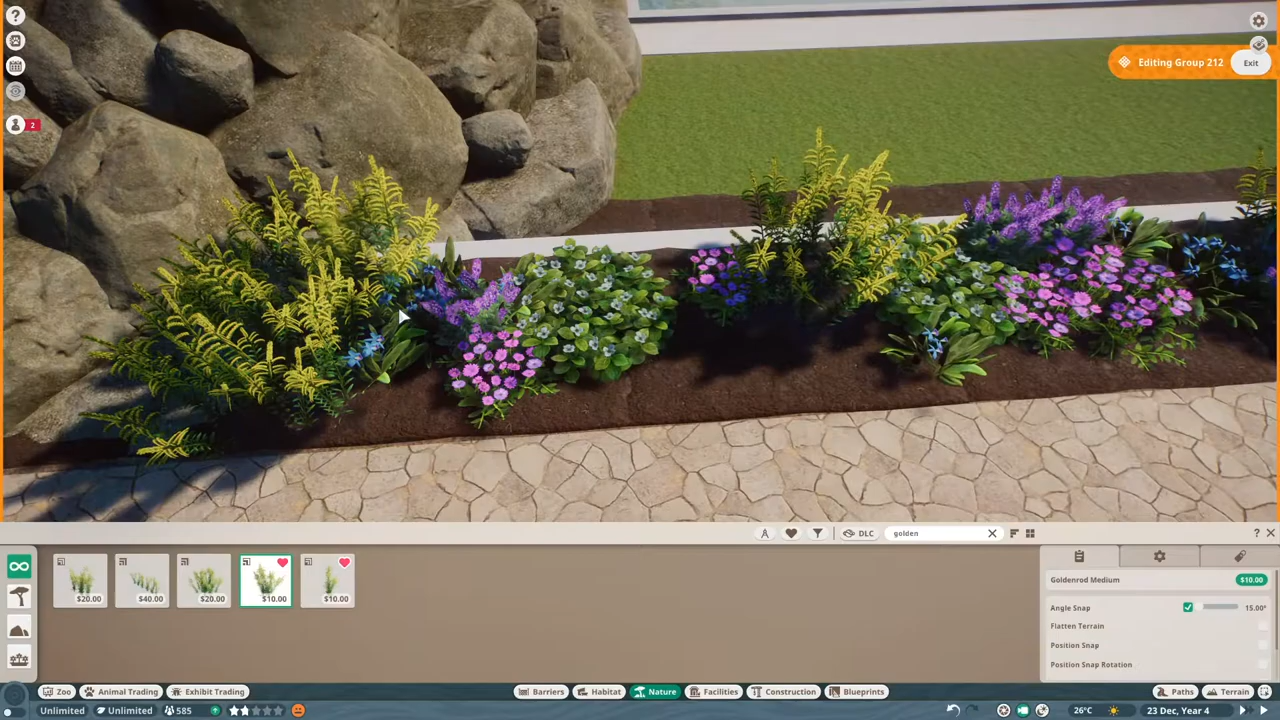 ?
2
Editing Group 212
Exit
DLC
golden
?
$20.00
$40.00
$20.00
$10.00
$10.00
Goldenrod Medium
$10.00
Angle Snap
15.00°
Flatten Terrain
Position Snap
Position Snap Rotation
Zoo
Animal Trading
Exhibit Trading
Barriers
Habitat
Nature
Facilities
Construction
Blueprints
Paths
Terrain
Unlimited
Unlimited
585
26°C
23 Dec, Year 4